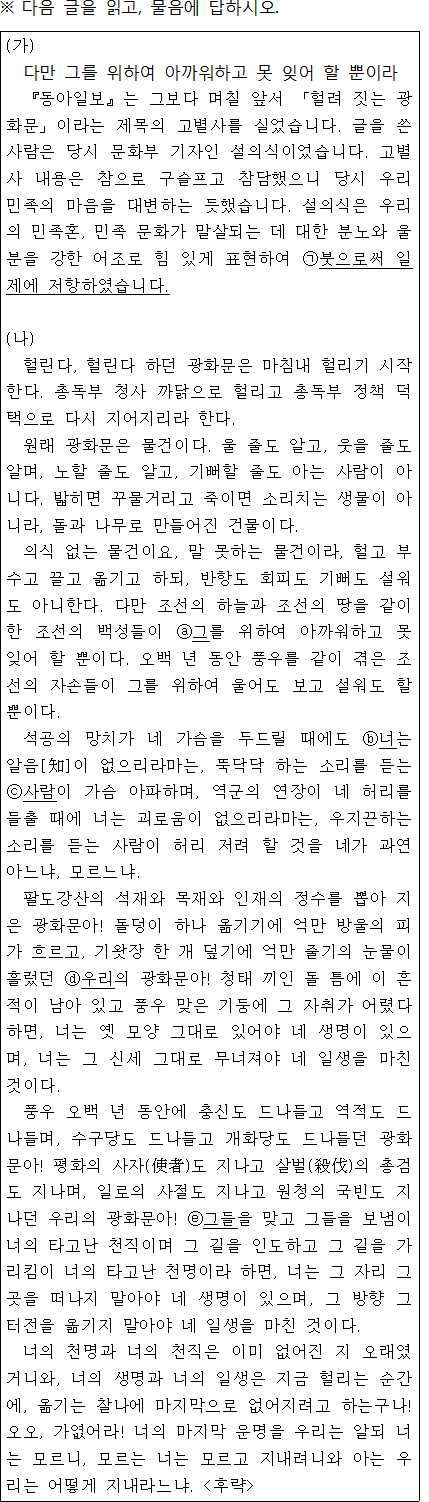 ※ 다음 글을 읽고, 물음에 답하시오.
(가)
다만 그를 위하여 아까워하고 못 잊어 할 뿐이라
『동아일보』는 그보다 며칠 앞서 「헐려 짓는 광
화문」이라는 제목의 고별사를 실었습니다. 글을 쓴
사람은 당시 문화부 기자인 설의식이었습니다. 고별
사 내용은 참으로 구슬프고 참담했으니 당시 우리
민족의 마음을 대변하는 듯했습니다. 설의식은 우리
의 민족혼, 민족 문화가 말살되는 데 대한 분노와 울
분을 강한 어조로 힘 있게 표현하여 ㉠붓으로써 일
제에 저항하였습니다.
(나)
헐린다, 헐린다 하던 광화문은 마침내 헐리기 시작
한다. 총독부 청사 까닭으로 헐리고 총독부 정책 덕
택으로 다시 지어지리라 한다.
원래 광화문은 물건이다. 울 줄도 알고, 웃을 줄도
알며, 노할 줄도 알고, 기뻐할 줄도 아는 사람이 아
니다. 밟히면 꾸물거리고 죽이면 소리치는 생물이 아
니라, 돌과 나무로 만들어진 건물이다.
의식 없는 물건이요, 말 못하는 물건이라, 헐고 부
수고 끌고 옮기고 하되, 반항도 회피도 기뻐도 설워
도 아니한다. 다만 조선의 하늘과 조선의 땅을 같이
한 조선의 백성들이 ⓐ그를 위하여 아까워하고 못
잊어 할 뿐이다. 오백 년 동안 풍우를 같이 겪은 조
선의 자손들이 그를 위하여 울어도 보고 설워도 할
뿐이다.
석공의 망치가 네 가슴을 두드릴 때에도 ⓑ너는
알음[知]이 없으리라마는, 뚝닥닥 하는 소리를 듣는
ⓒ사람이 가슴 아파하며, 역군의 연장이 네 허리를
들출 때에 너는 괴로움이 없으리라마는, 우지끈하는
소리를 듣는 사람이 허리 저려 할 것을 네가 과연
아느냐, 모르느냐.
팔도강산의 석재와 목재와 인재의 정수를 뽑아 지
은 광화문아! 돌덩이 하나 옮기기에 억만 방울의 피
가 흐르고, 기왓장 한 개 덮기에 억만 줄기의 눈물이
흘렀던 ⓓ우리의 광화문아! 청태 끼인 돌 틈에 이 흔
적이 남아 있고 풍우 맞은 기둥에 그 자취가 어렸다
하면, 너는 옛 모양 그대로 있어야 네 생명이 있으
며, 너는 그 신세 그대로 무너져야 네 일생을 마친
것이다.
풍우 오백 년 동안에 충신도 드나들고 역적도 드
나들며, 수구당도 드나들고 개화당도 드나들던 광화
문아! 평화의 사자(使者)도 지나고 살벌(殺伐)의 총검
도 지나며, 일로의 사절도 지나고 원청의 국빈도 지
나던 우리의 광화문아! ⓔ그들을 맞고 그들을 보냄이
너의 타고난 천직이며 그 길을 인도하고 그 길을 가
리킴이 너의 타고난 천명이라 하면, 너는 그 자리 그
곳을 떠나지 말아야 네 생명이 있으며, 그 방향 그
터전을 옮기지 말아야 네 일생을 마친 것이다.
너의 천명과 너의 천직은 이미 없어진 지 오래였
거니와, 너의 생명과 너의 일생은 지금 헐리는 순간
에, 옮기는 찰나에 마지막으로 없어지려고 하는구나!
오오, 가엾어라! 너의 마지막 운명을 우리는 알되 너
는 모르니, 모르는 너는 모르고 지내려니와 아는 우
리는 어떻게 지내라느냐. <후략>